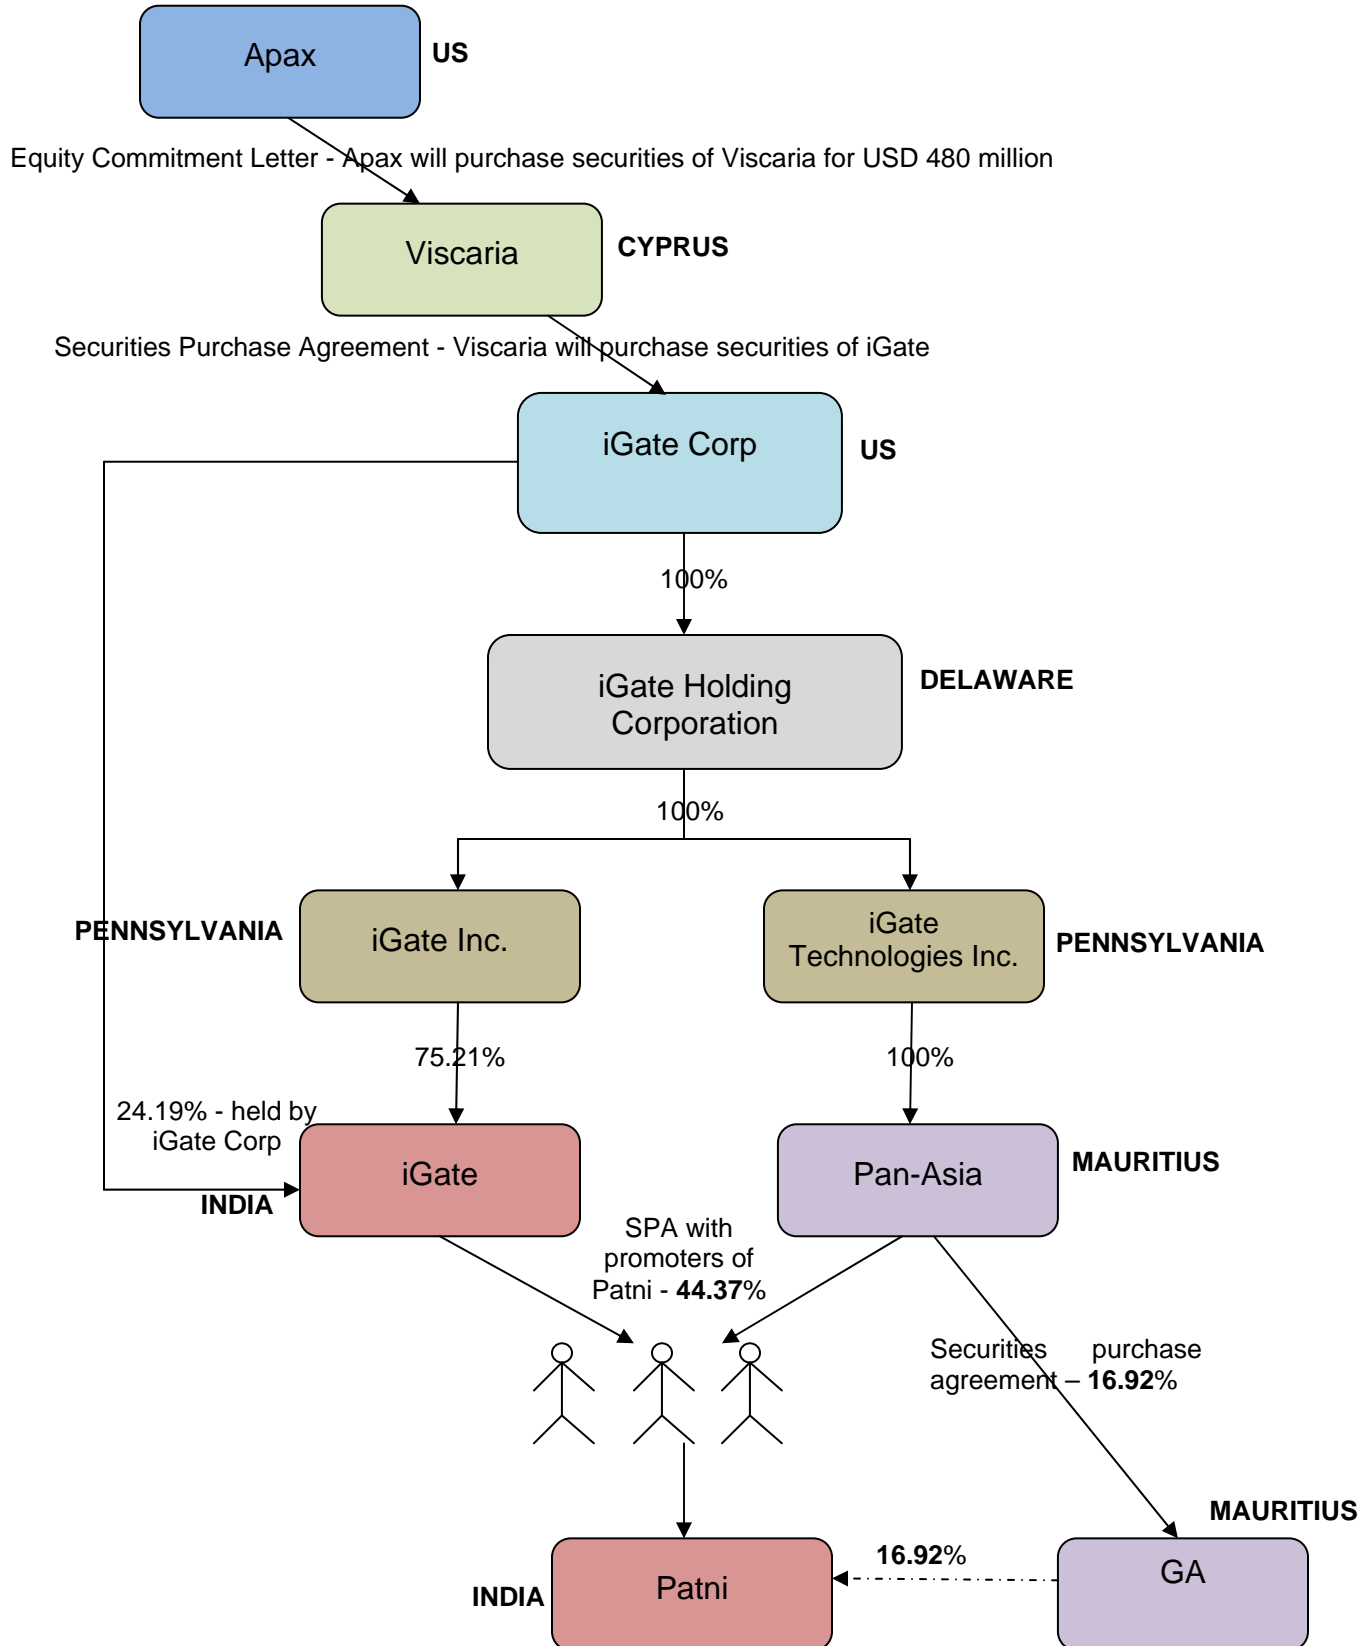 Apax
US
Equity Commitment Letter - Apax will purchase securities of Viscaria for USD 480 million
Viscaria
CYPRUS
Securities Purchase Agreement - Viscaria will purchase securities of iGate
iGate Corp
US
100%
iGate Holding
Corporation
DELAWARE
100%
PENNSYLVANIA
iGate Inc.
iGate
Technologies Inc.
PENNSYLVANIA
75.21%
100%
24.19% - held by
iGate Corp
iGate
INDIA
Pan-Asia
MAURITIUS
SPA with
promoters of
Patni - 44.37%
Securities purchase
agreement – 16.92%
MAURITIUS
16.92%
GA
Patni
INDIA